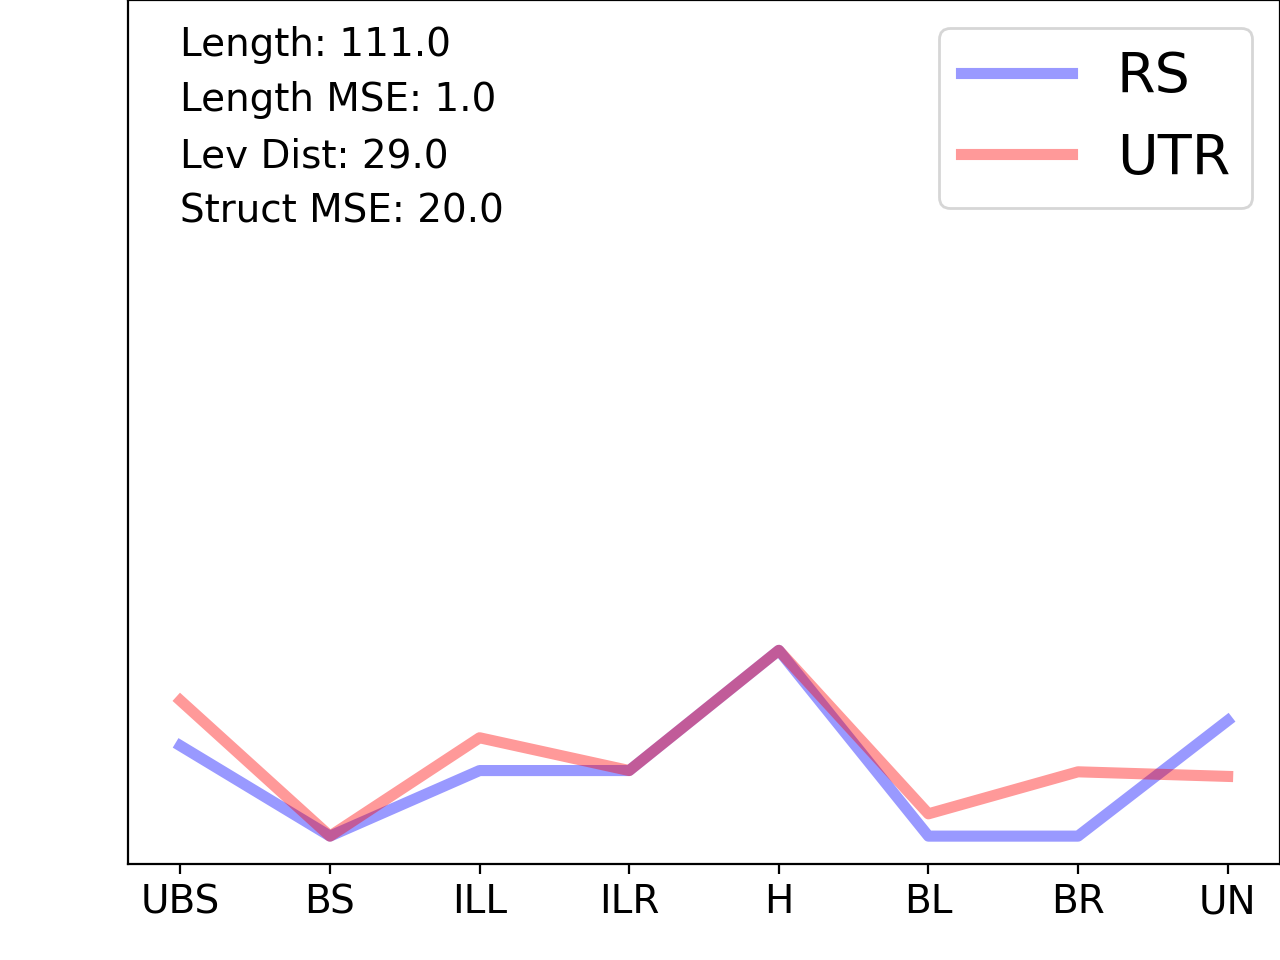 Length: 111.0
Length MSE: 1.0
Lev Dist: 29.0
Struct MSE: 20.0
RS
UTR
UBS BS ILL ILR H BL BR UN